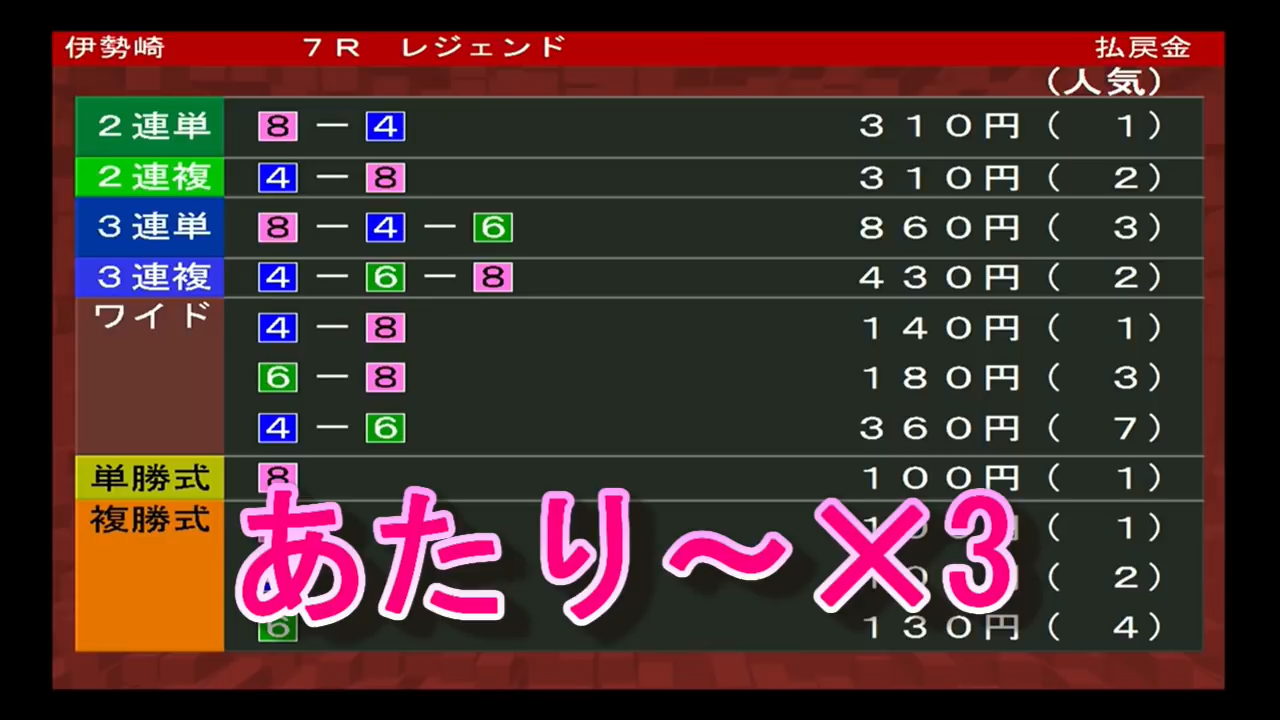 伊勢崎 7R レジェンド 払戻金
(人気)
2連単 8-4 310円(1)
2連複 4-8 310円(2)
3連単 8-4-6 860円(3)
3連複 4-6-8 430円(2)
ワイド 4-8 140円(1)
6-8 180円(3)
4-6 360円(7)
単勝式 8 100円(1)
複勝式 (1)
(2)
6 130円(4)
あたり~×3